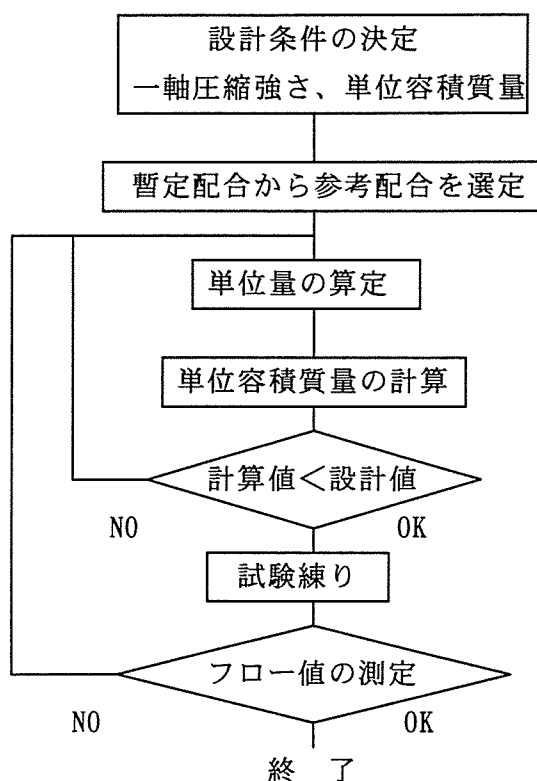 設計条件の決定
一軸圧縮強さ、単位容積質量
暫定配合から参考配合を選定
単位量の算定
単位容積質量の計算
計算値＜設計値
NO
OK
試験練り
フロー値の測定
NO
OK
終 了